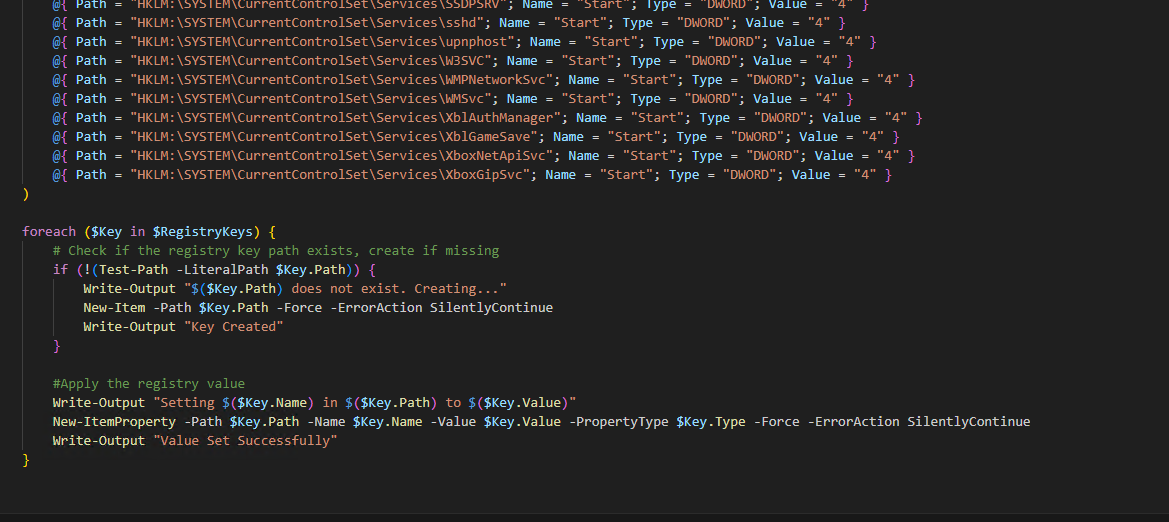 @{ Path = "HKLM:\SYSTEM\CurrentControlSet\Services\SSDPSRV"; Name = "Start"; Type = "DWORD"; Value = "4" }
@{ Path = "HKLM:\SYSTEM\CurrentControlSet\Services\sshd"; Name = "Start"; Type = "DWORD"; Value = "4" }
@{ Path = "HKLM:\SYSTEM\CurrentControlSet\Services\upnphost"; Name = "Start"; Type = "DWORD"; Value = "4" }
@{ Path = "HKLM:\SYSTEM\CurrentControlSet\Services\W3SVC"; Name = "Start"; Type = "DWORD"; Value = "4" }
@{ Path = "HKLM:\SYSTEM\CurrentControlSet\Services\WMPNetworkSvc"; Name = "Start"; Type = "DWORD"; Value = "4" }
@{ Path = "HKLM:\SYSTEM\CurrentControlSet\Services\WMSvc"; Name = "Start"; Type = "DWORD"; Value = "4" }
@{ Path = "HKLM:\SYSTEM\CurrentControlSet\Services\XblAuthManager"; Name = "Start"; Type = "DWORD"; Value = "4" }
@{ Path = "HKLM:\SYSTEM\CurrentControlSet\Services\XblGameSave"; Name = "Start"; Type = "DWORD"; Value = "4" }
@{ Path = "HKLM:\SYSTEM\CurrentControlSet\Services\XboxNetApiSvc"; Name = "Start"; Type = "DWORD"; Value = "4" }
@{ Path = "HKLM:\SYSTEM\CurrentControlSet\Services\XboxGipSvc"; Name = "Start"; Type = "DWORD"; Value = "4" }
)
foreach ($Key in $RegistryKeys) {
# Check if the registry key path exists, create if missing
if (!(Test-Path -LiteralPath $Key.Path)) {
Write-Output "$($Key.Path) does not exist. Creating..."
New-Item -Path $Key.Path -Force -ErrorAction SilentlyContinue
Write-Output "Key Created"
}
#Apply the registry value
Write-Output "Setting $($Key.Name) in $($Key.Path) to $($Key.Value)"
New-ItemProperty -Path $Key.Path -Name $Key.Name -Value $Key.Value -PropertyType $Key.Type -Force -ErrorAction SilentlyContinue
Write-Output "Value Set Successfully"
}